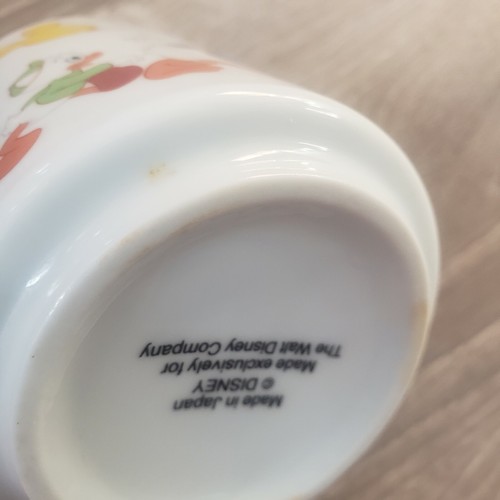 Made in Japan
© DISNEY
Made exclusively for
The Walt Disney Company